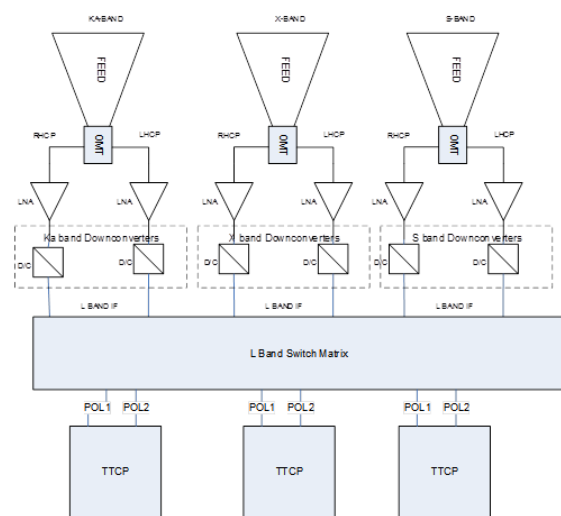 KA-BAND X-BAND S-BAND
FEED FEED FEED
RHCP OMT LHCP RHCP OMT LHCP RHCP OMT LHCP
LNA LNA LNA LNA LNA LNA
Ka band Downconverters X band Downconverters S band Downconverters
D/C D/C D/C D/C D/C D/C
L BAND IF L BAND IF L BAND IF
L Band Switch Matrix
POL1 POL2 POL1 POL2 POL1 POL2
TTCP TTCP TTCP